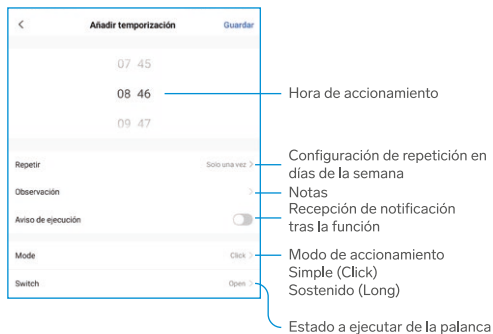 Añadir temporización
Guardar
07 45
08 46
Hora de accionamiento
09 47
Repetir
Solo una vez >
Configuración de repetición en
días de la semana
Observación
Notas
Aviso de ejecución
Recepción de notificación
tras la función
Mode
Click >
Modo de accionamiento
Simple (Click)
Sostenido (Long)
Switch
Open >
Estado a ejecutar de la palanca